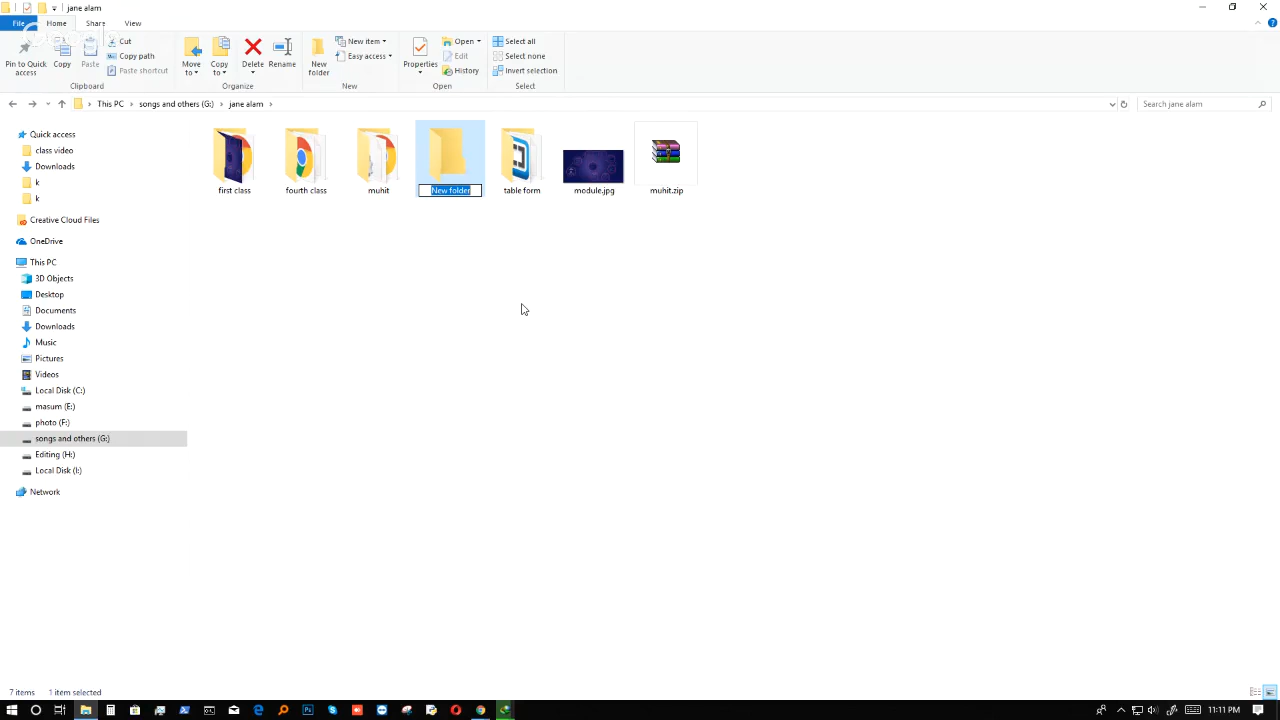 jane alam
File Home Share View
Pin to Quick access
Copy
Paste
Cut
Copy path
Paste shortcut
Clipboard
Move to
Copy to
Delete
Rename
Organize
New folder
New item
Easy access
New
Properties
Open
Edit
History
Open
Select all
Select none
Invert selection
Select
This PC songs and others (G:) jane alam
Search jane alam
Quick access
class video
Downloads
k
k
Creative Cloud Files
OneDrive
This PC
3D Objects
Desktop
Documents
Downloads
Music
Pictures
Videos
Local Disk (C:)
masum (E:)
photo (F:)
songs and others (G:)
Editing (H:)
Local Disk (I:)
Network
first class
fourth class
muhit
New folder
table form
module.jpg
muhit.zip
7 items 1 item selected
11:11 PM